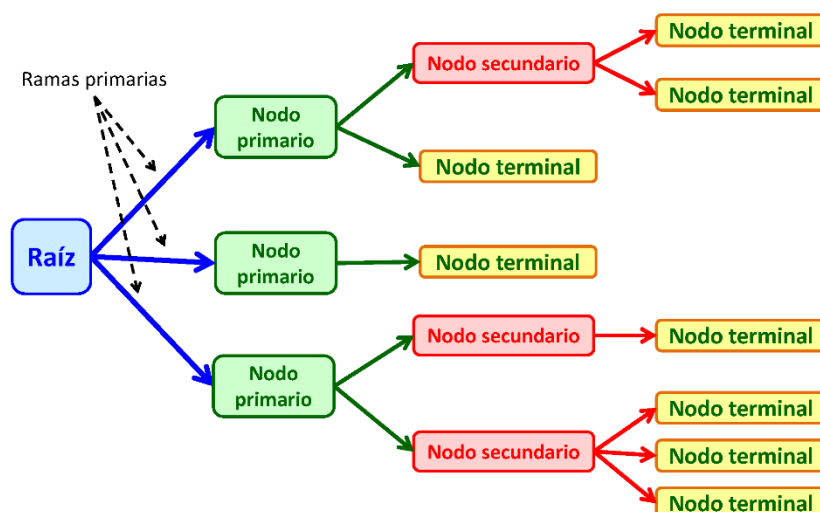 Nodo terminal
Nodo secundario
Ramas primarias
Nodo terminal
Nodo
primario
Nodo terminal
Raíz
Nodo
primario
Nodo terminal
Nodo secundario
Nodo terminal
Nodo
primario
Nodo terminal
Nodo secundario
Nodo terminal
Nodo terminal